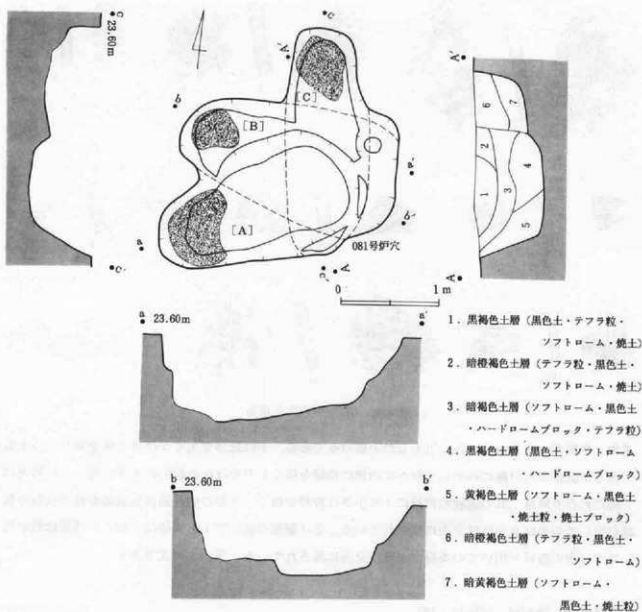 c
23.60m
c'
A'
c
b
[C]
[B]
a'
b'
[A]
a
081号炉穴
c'
A
0 1 m
A'
6 7
2
4
1 3
5
A
a 23.60m a'
b 23.60m b'
1．黒褐色土層（黒色土・テフラ粒・
ソフトローム・焼土）
2．暗橙褐色土層（テフラ粒・黒色土・
ソフトローム・焼土）
3．暗褐色土層（ソフトローム・黒色土
・ハードロームブロック・テフラ粒）
4．黒褐色土層（黒色土・ソフトローム
・ハードロームブロック）
5．黄褐色土層（ソフトローム・黒色土
・焼土粒・焼土ブロック）
6．暗橙褐色土層（テフラ粒・黒色土・
ソフトローム）
7．暗黄褐色土層（ソフトローム・
黒色土・焼土粒）